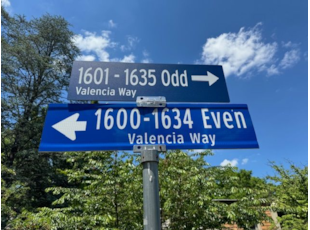 1601 - 1635 Odd →
Valencia Way
← 1600-1634 Even
Valencia Way